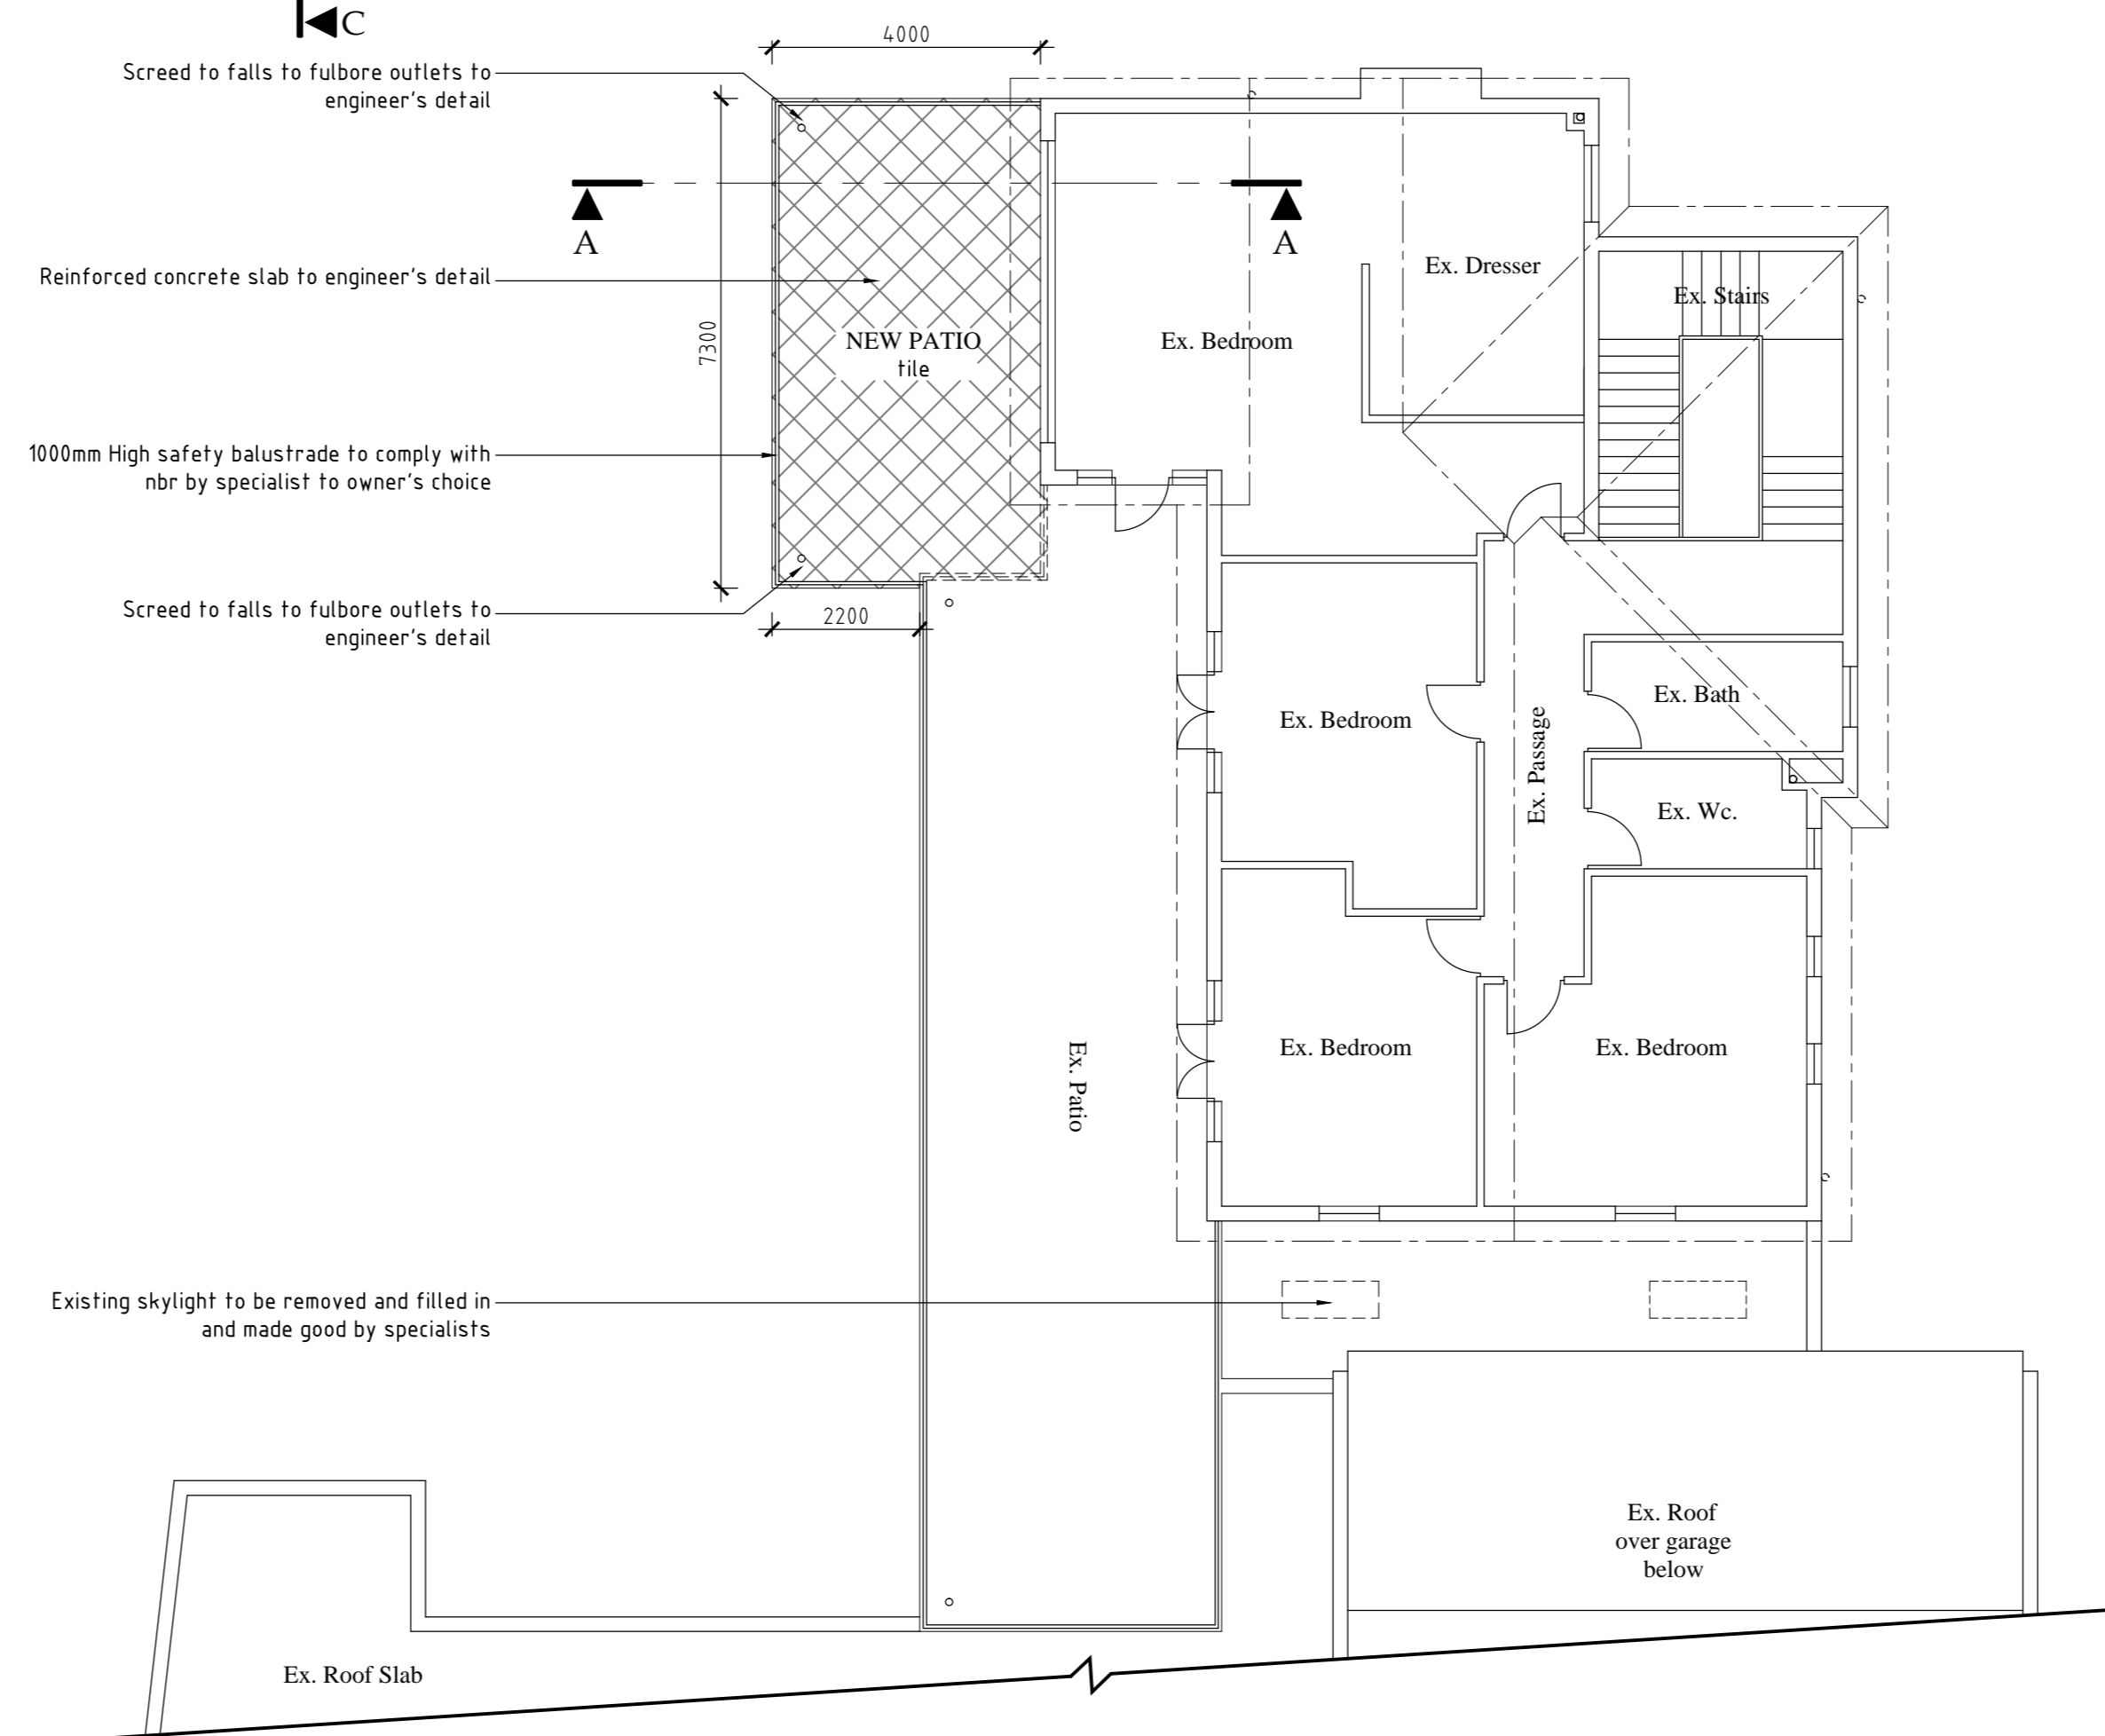 C
4000
Screed to falls to fulbore outlets to
engineer's detail
A
A
Reinforced concrete slab to engineer's detail
Ex. Dresser
Ex. Stairs
7300
NEW PATIO
tile
Ex. Bedroom
1000mm High safety balustrade to comply with
nbr by specialist to owner's choice
Screed to falls to fulbore outlets to
engineer's detail
2200
Ex. Bedroom
Ex. Passage
Ex. Bath
Ex. Wc.
Ex. Patio
Ex. Bedroom
Ex. Bedroom
Existing skylight to be removed and filled in
and made good by specialists
Ex. Roof
over garage
below
Ex. Roof Slab